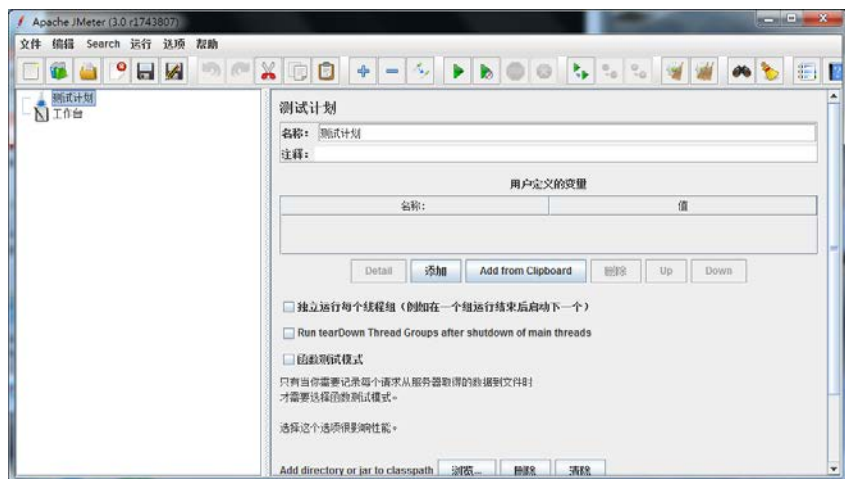 Apache JMeter (3.0 r1743807)
文件 编辑 Search 运行 选项 帮助
测试计划
工作台
测试计划
名称： 测试计划
注释：
用户定义的变量
名称: 值
Detail 添加 Add from Clipboard 删除 Up Down
独立运行每个线程组（例如在一个组运行结束后启动下一个）
Run tearDown Thread Groups after shutdown of main threads
函数测试模式
只有当你需要记录每个请求从服务器取得的数据到文件时
才需要选择函数测试模式。
选择这个选项很影响性能。
Add directory or jar to classpath 浏览... 删除 清除